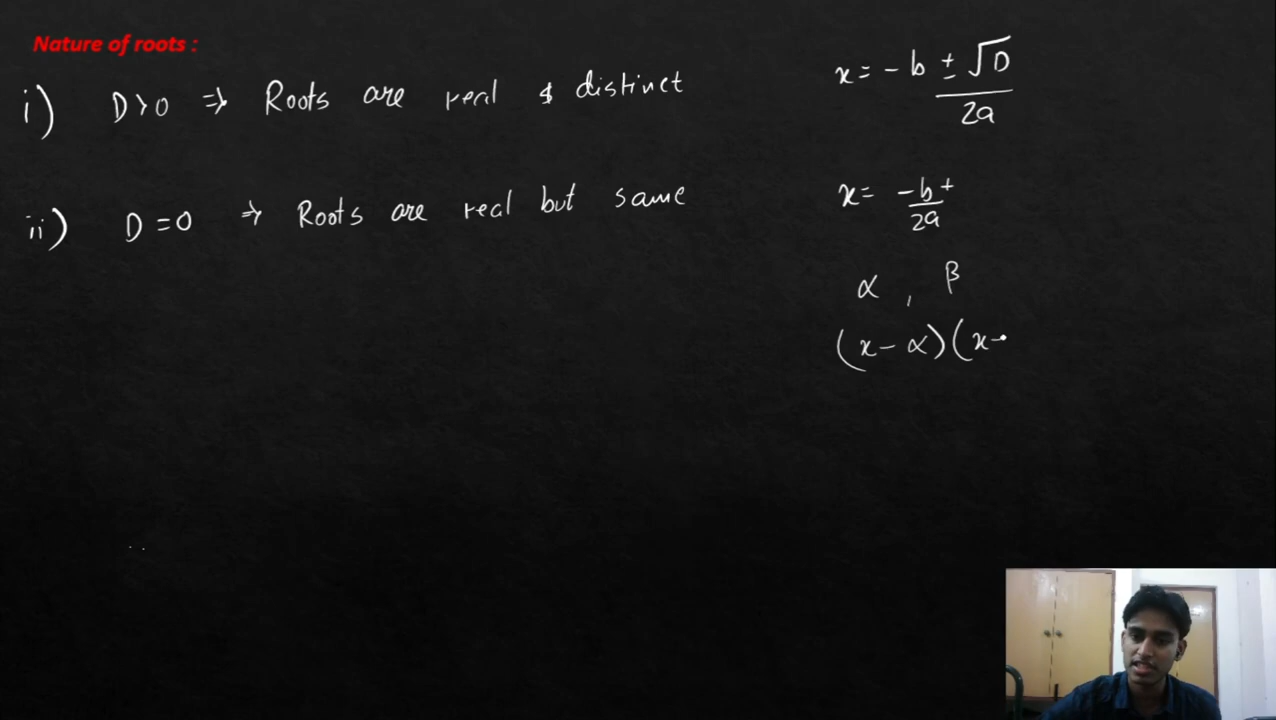 Nature of roots :
i) D>0 ⇒ Roots are real & distinct
x = - b ± √D
2a
ii) D = 0 ⇒ Roots are real but same
x = -b+
2a
α , β
(x - α)(x-